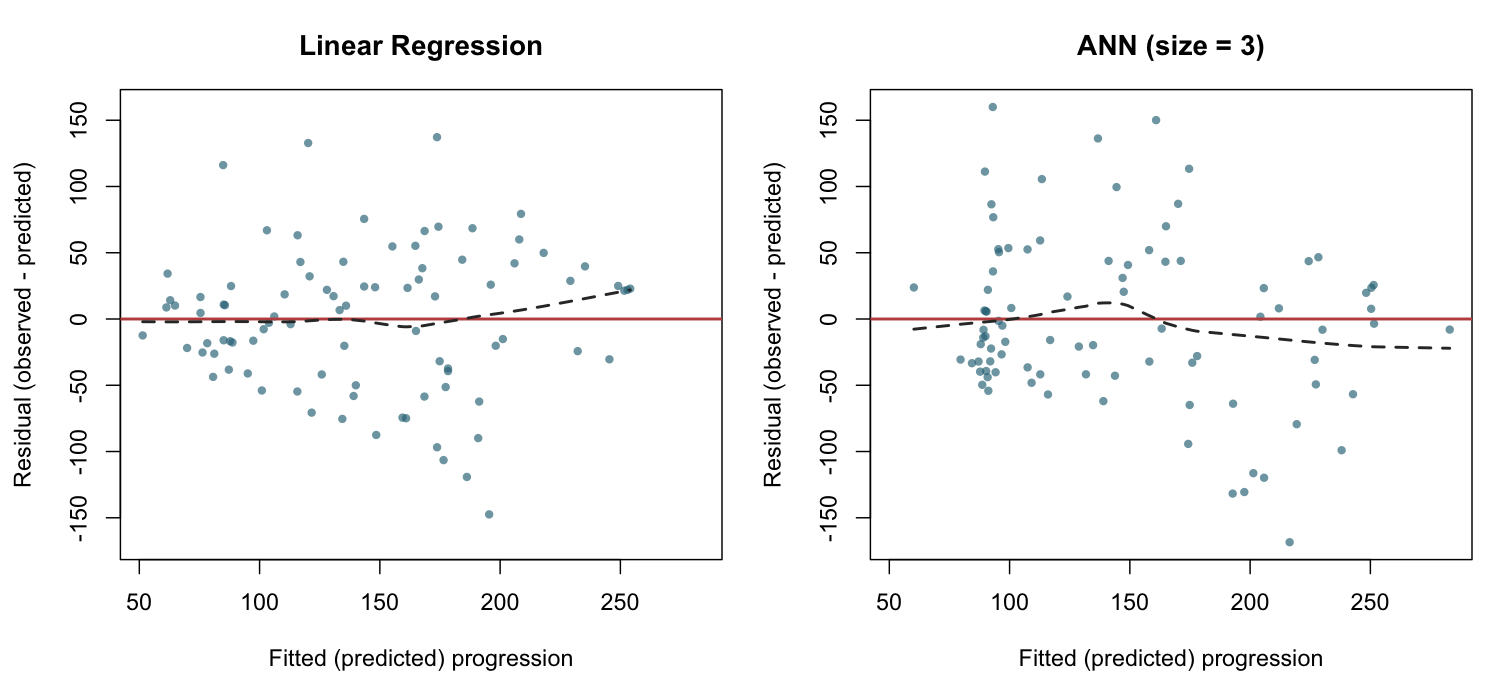 Linear Regression
Residual (observed - predicted)
150
100
50
0
-50
-100
-150
50 100 150 200 250
Fitted (predicted) progression
ANN (size = 3)
Residual (observed - predicted)
150
100
50
0
-50
-100
-150
50 100 150 200 250
Fitted (predicted) progression